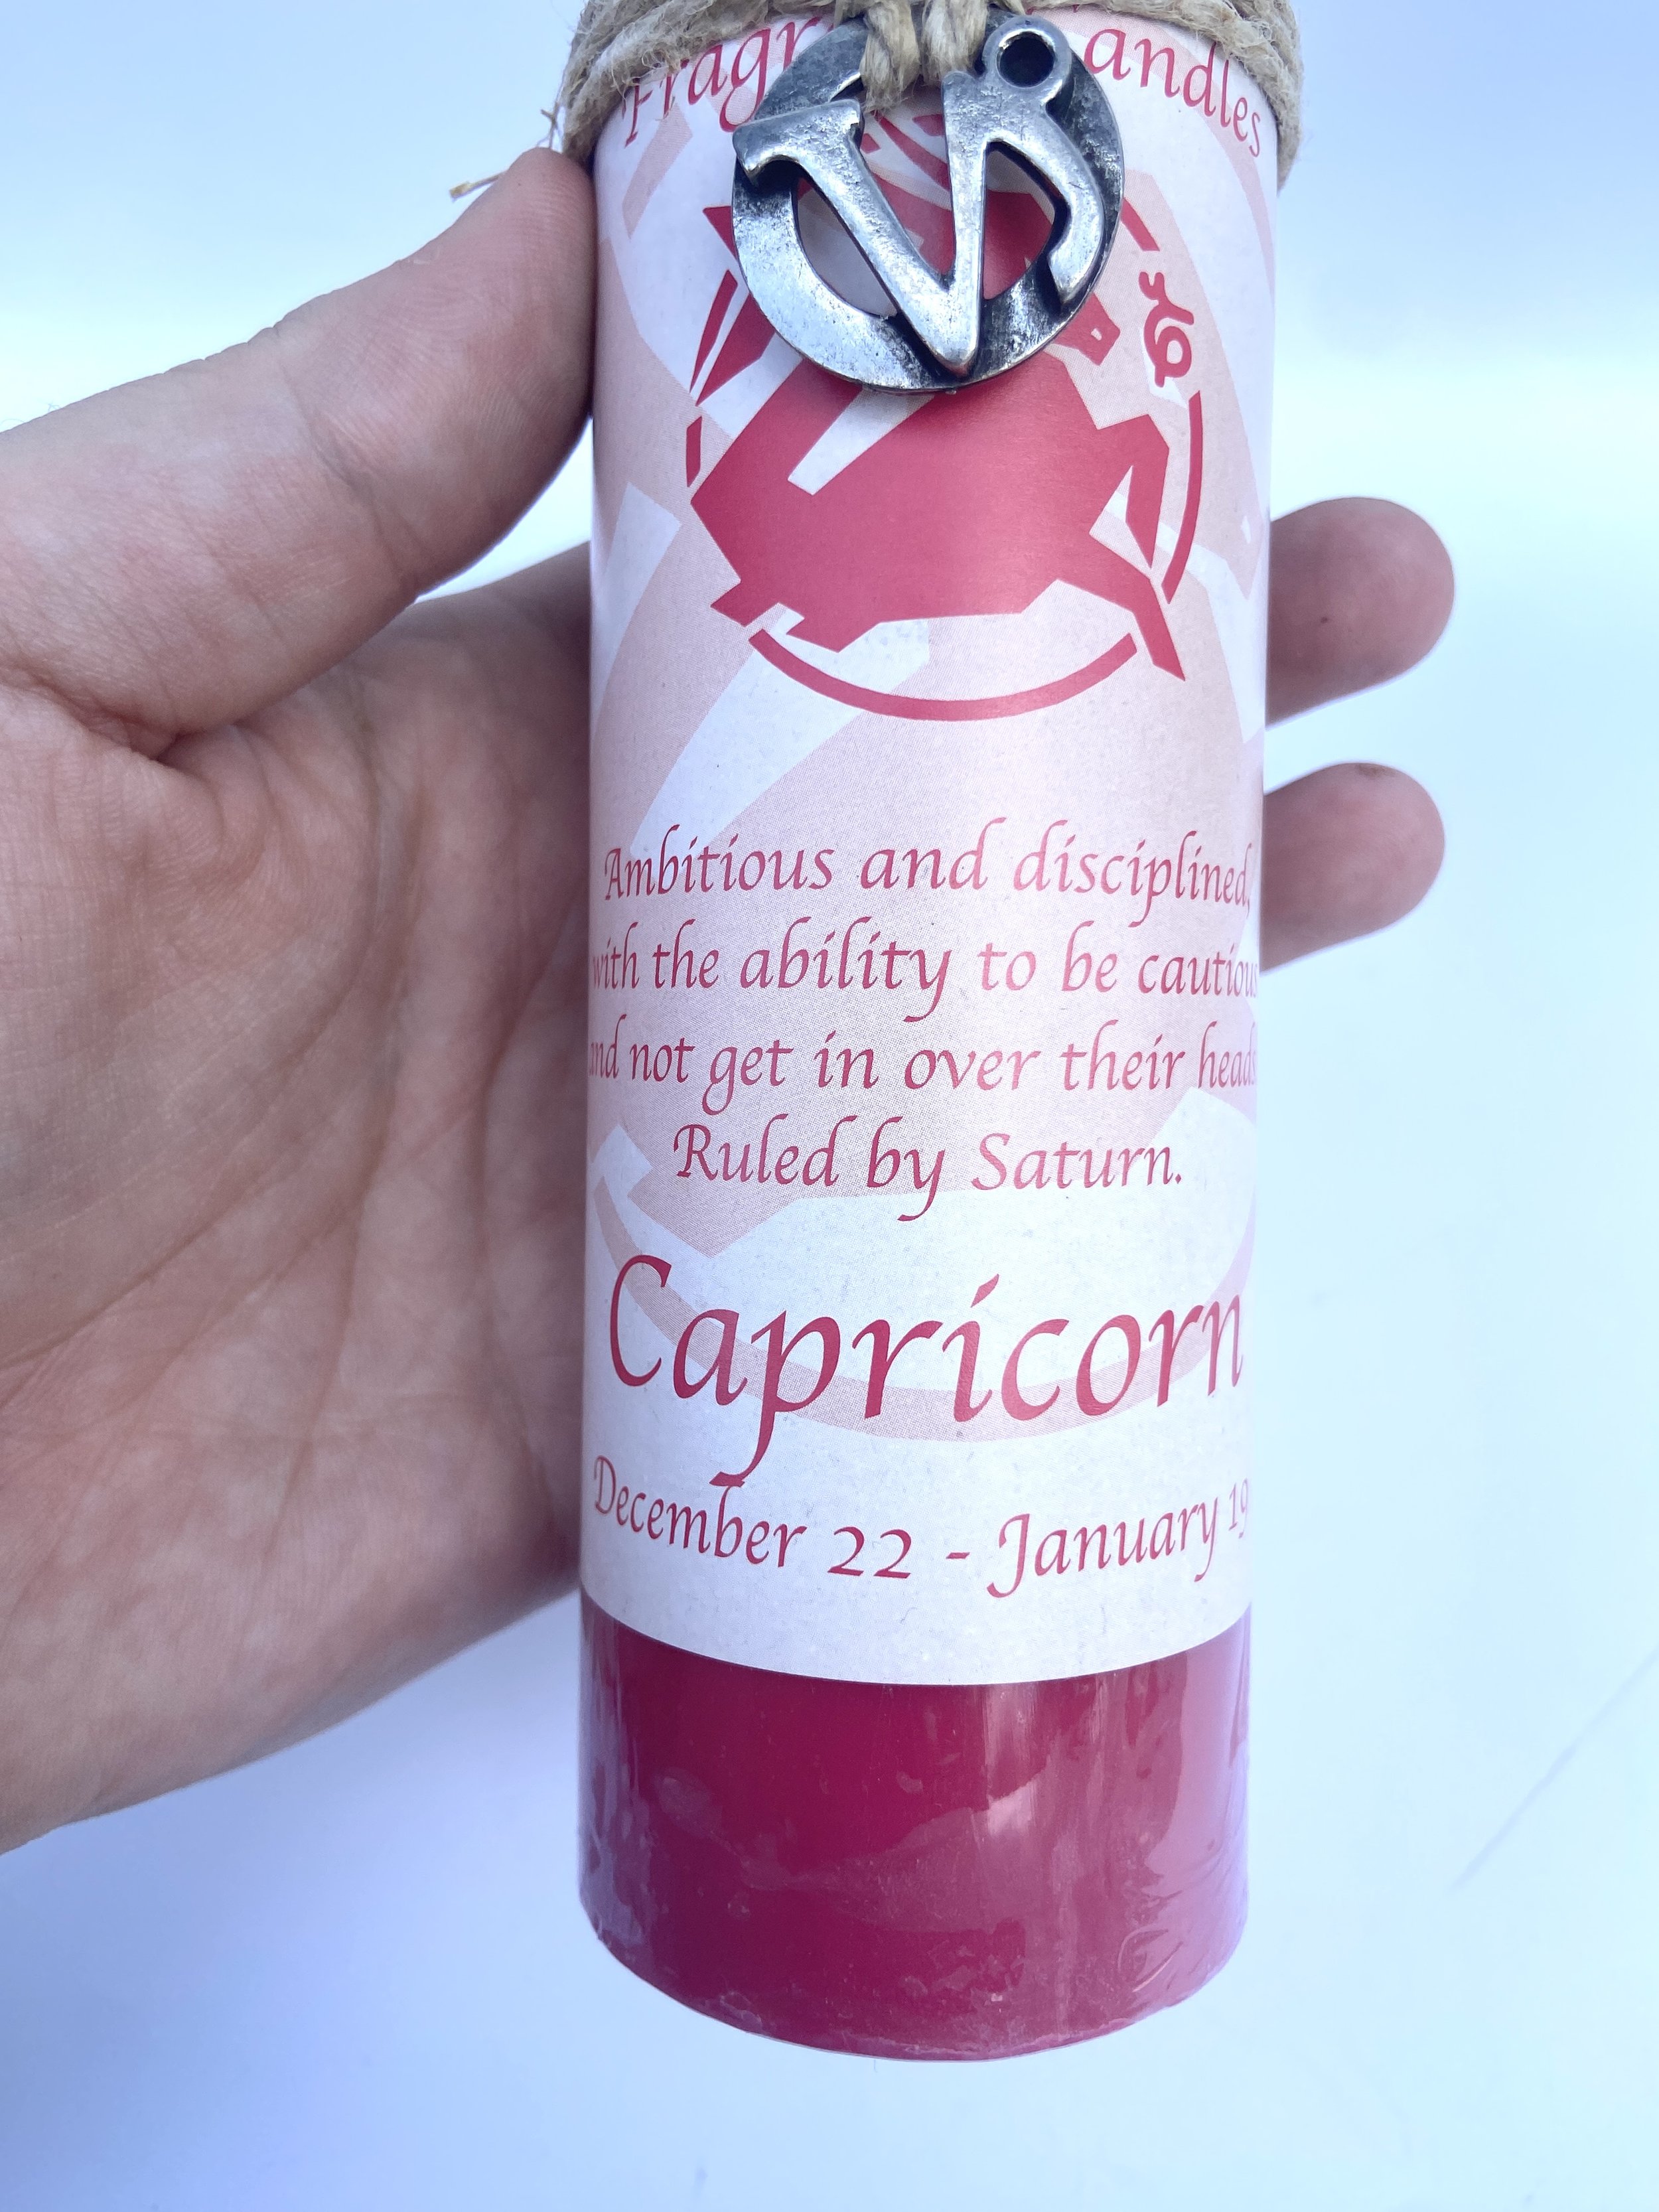 Ambitious and disciplined,
with the ability to be cautious
and not get in over their heads.
Ruled by Saturn.
Capricorn
December 22 - January 19